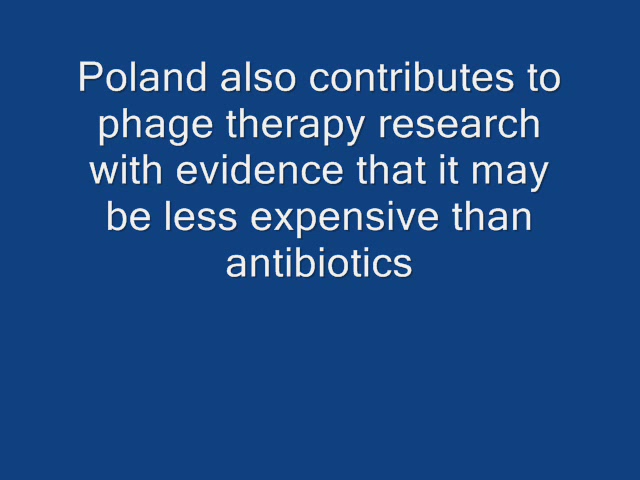 Poland also contributes to
phage therapy research
with evidence that it may
be less expensive than
antibiotics